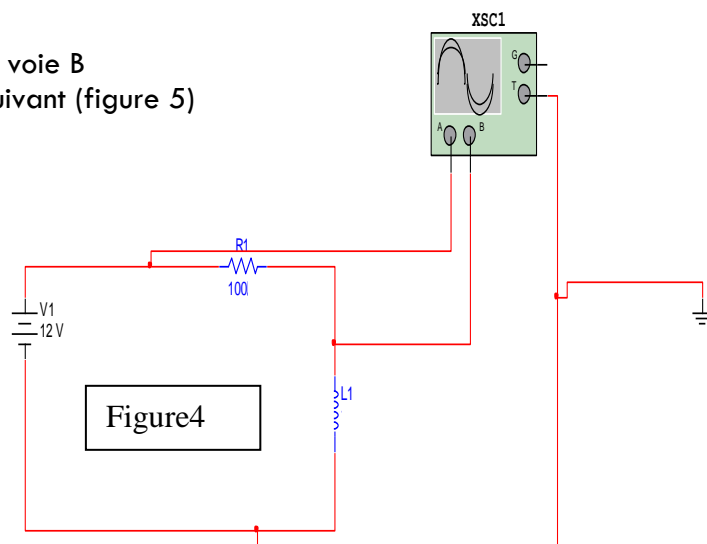 XSC1
voie B
uivant (figure 5)
G
T
A
B
R1
100
V1
12 V
L1
Figure4